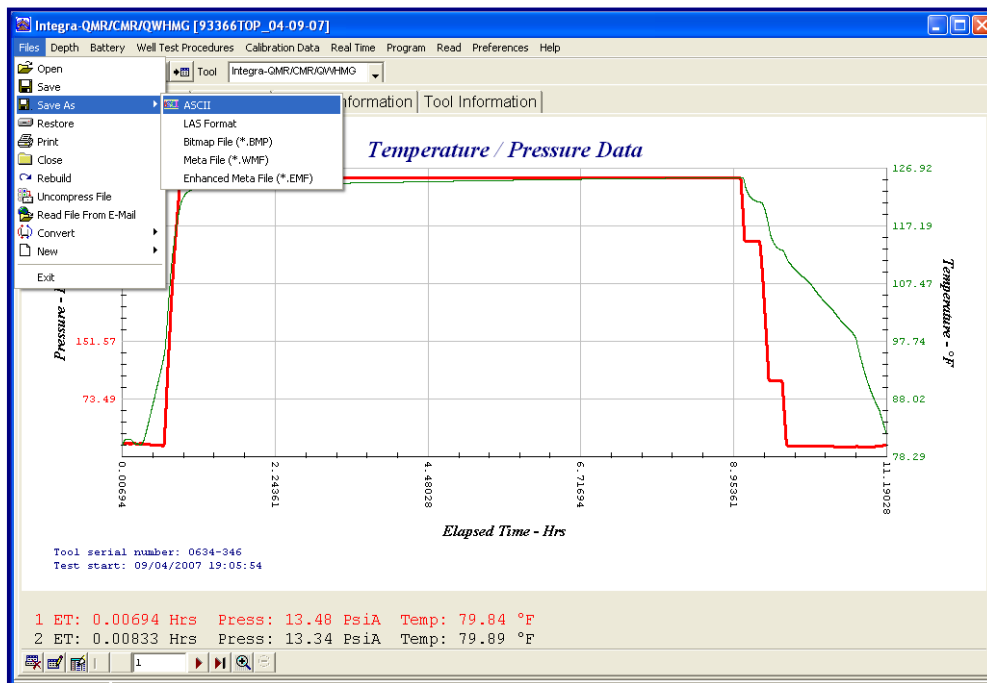 Integra-QMR/CMR/QWHMG [93366TOP_04-09-07]
Files Depth Battery Well Test Procedures Calibration Data Real Time Program Read Preferences Help
Open
Save
Save As
Restore
Print
Close
Rebuild
Uncompress File
Read File From E-Mail
Convert
New
Exit
Tool Integra-QMR/CMR/QWHMG
Information Tool Information
ASCII
LAS Format
Bitmap File (*.BMP)
Meta File (*.WMF)
Enhanced Meta File (*.EMF)
Temperature / Pressure Data
126.92
117.19
107.47
97.74
88.02
78.29
Temperature - °F
Pressure -
151.57
73.49
0.00694
2.24361
4.48028
6.71694
8.95361
11.19028
Elapsed Time - Hrs
Tool serial number: 0634-346
Test start: 09/04/2007 19:05:54
1 ET: 0.00694 Hrs Press: 13.48 PsiA Temp: 79.84 °F
2 ET: 0.00833 Hrs Press: 13.34 PsiA Temp: 79.89 °F
1